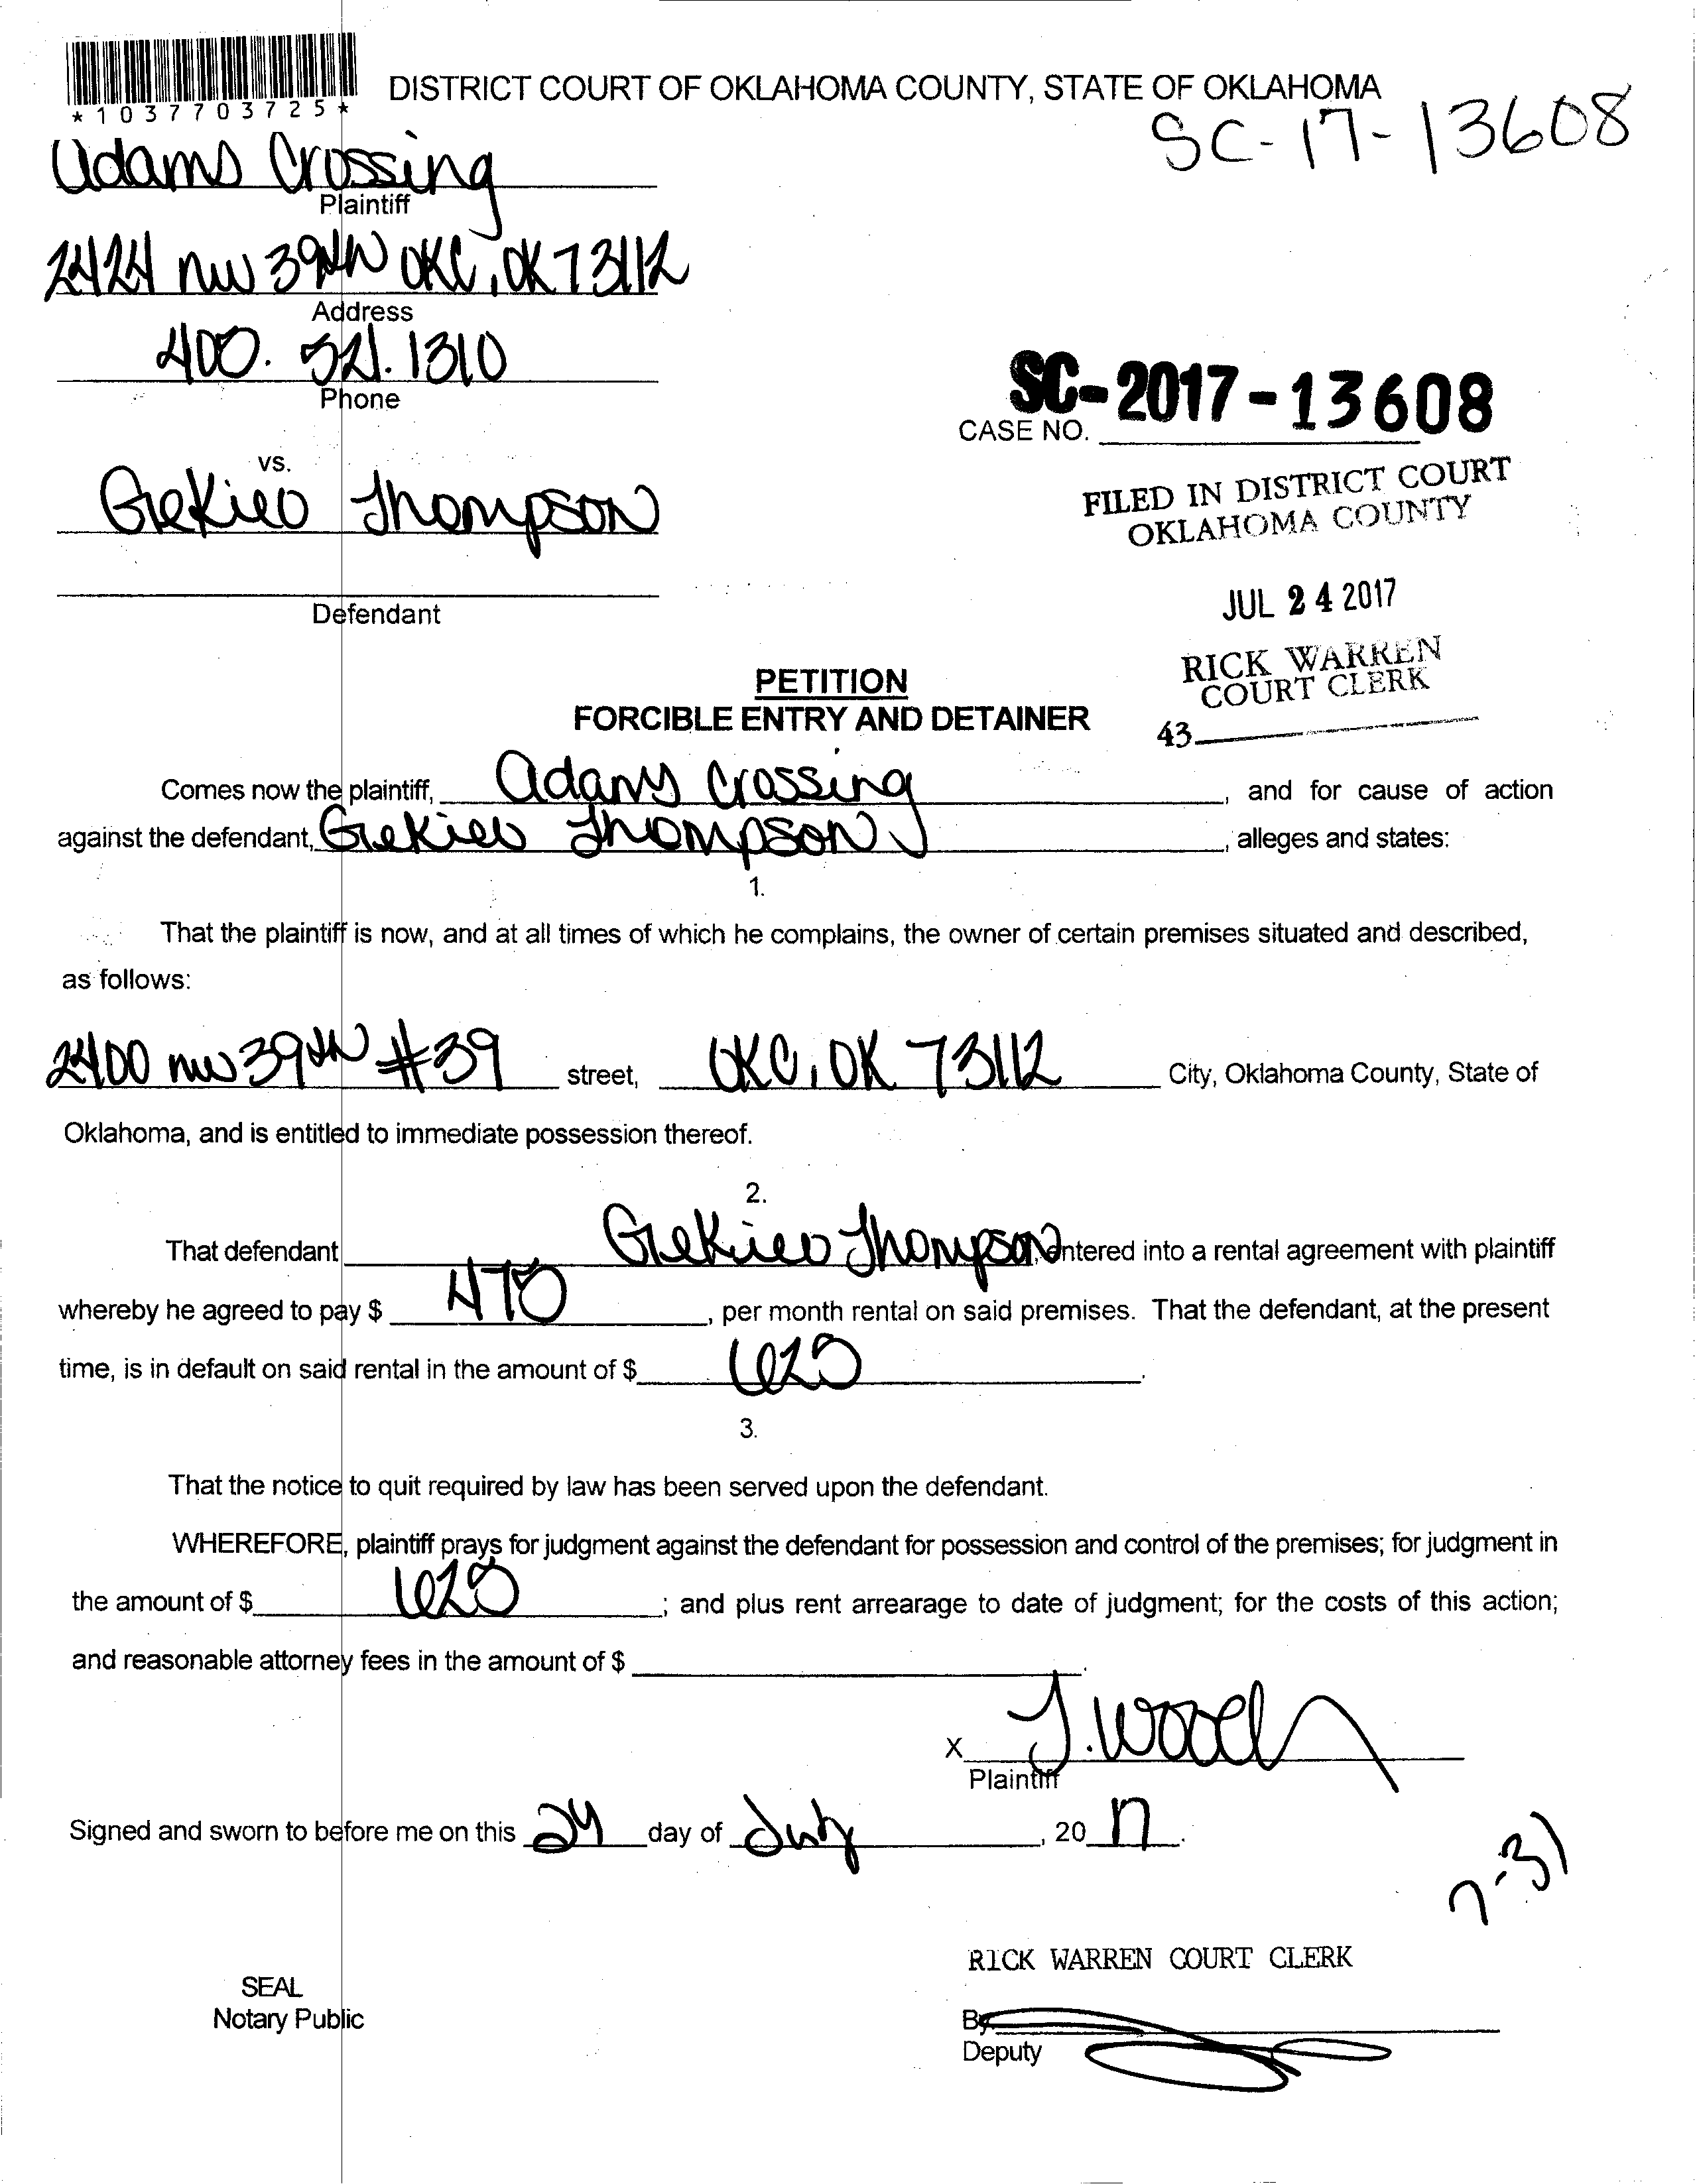 *1037703725*
DISTRICT COURT OF OKLAHOMA COUNTY, STATE OF OKLAHOMA
SC-17-13608
Adams Crossing
Plaintiff
2424 NW 39th OKC, OK 73112
Address
400. 521. 1310
Phone
SC-2017-13608
CASE NO.
vs.
Thompson
FILED IN DISTRICT COURT
OKLAHOMA COUNTY
Defendant
JUL 24 2017
RICK WARREN
COURT CLERK
43
PETITION
FORCIBLE ENTRY AND DETAINER
Comes now the plaintiff, Adams Crossing, and for cause of action
against the defendant, Thompson, alleges and states:
1.
That the plaintiff is now, and at all times of which he complains, the owner of certain premises situated and described,
as follows:
2400 NW 39th #39 street, OKC, OK 73112 City, Oklahoma County, State of
Oklahoma, and is entitled to immediate possession thereof.
2.
That defendant Thompson, entered into a rental agreement with plaintiff
whereby he agreed to pay $ 475, per month rental on said premises. That the defendant, at the present
time, is in default on said rental in the amount of $ 625.
3.
That the notice to quit required by law has been served upon the defendant.
WHEREFORE, plaintiff prays for judgment against the defendant for possession and control of the premises; for judgment in
the amount of $ 625; and plus rent arrearage to date of judgment; for the costs of this action;
and reasonable attorney fees in the amount of $ .
X J. Woods
Plaintiff
Signed and sworn to before me on this 24 day of July, 2017.
7-31
RICK WARREN COURT CLERK
SEAL
Notary Public
By:
Deputy